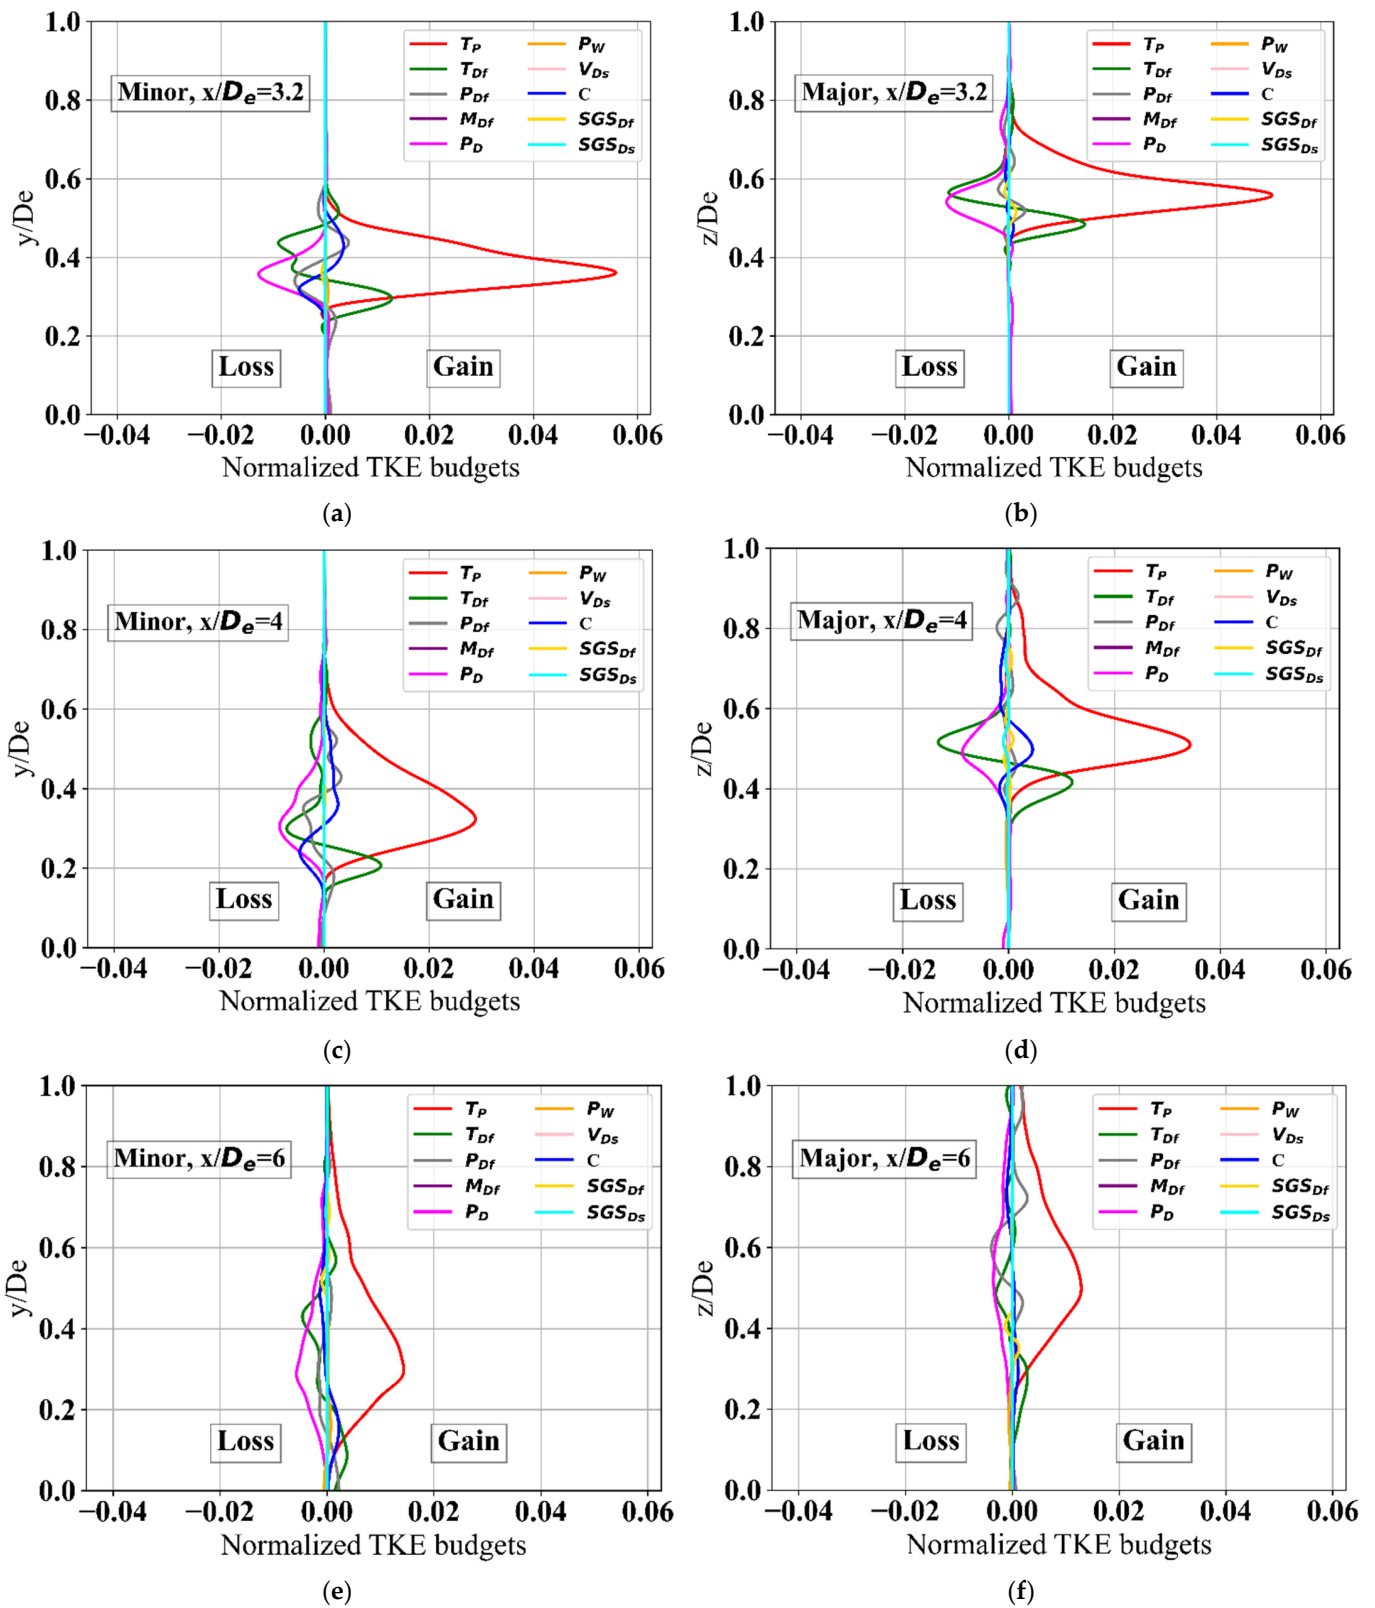 1.0
0.8
0.6
0.4
0.2
0.0
y/De
Minor, x/De=3.2
T_P P_W
T_Df V_Ds
P_Df C
M_Df SGS_Df
P_D SGS_Ds
Loss Gain
−0.04 −0.02 0.00 0.02 0.04 0.06
Normalized TKE budgets
(a)
1.0
0.8
0.6
0.4
0.2
0.0
z/De
Major, x/De=3.2
T_P P_W
T_Df V_Ds
P_Df C
M_Df SGS_Df
P_D SGS_Ds
Loss Gain
−0.04 −0.02 0.00 0.02 0.04 0.06
Normalized TKE budgets
(b)
1.0
0.8
0.6
0.4
0.2
0.0
y/De
Minor, x/De=4
T_P P_W
T_Df V_Ds
P_Df C
M_Df SGS_Df
P_D SGS_Ds
Loss Gain
−0.04 −0.02 0.00 0.02 0.04 0.06
Normalized TKE budgets
(c)
1.0
0.8
0.6
0.4
0.2
0.0
z/De
Major, x/De=4
T_P P_W
T_Df V_Ds
P_Df C
M_Df SGS_Df
P_D SGS_Ds
Loss Gain
−0.04 −0.02 0.00 0.02 0.04 0.06
Normalized TKE budgets
(d)
1.0
0.8
0.6
0.4
0.2
0.0
y/De
Minor, x/De=6
T_P P_W
T_Df V_Ds
P_Df C
M_Df SGS_Df
P_D SGS_Ds
Loss Gain
−0.04 −0.02 0.00 0.02 0.04 0.06
Normalized TKE budgets
(e)
1.0
0.8
0.6
0.4
0.2
0.0
z/De
Major, x/De=6
T_P P_W
T_Df V_Ds
P_Df C
M_Df SGS_Df
P_D SGS_Ds
Loss Gain
−0.04 −0.02 0.00 0.02 0.04 0.06
Normalized TKE budgets
(f)